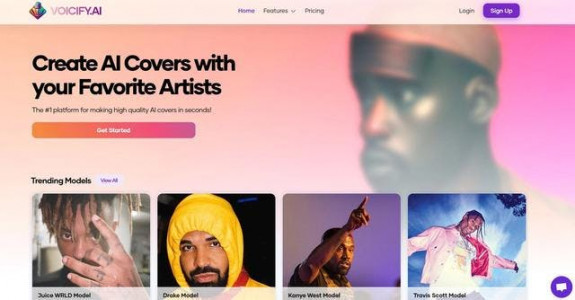 VOICIFY.AI
Home Features Pricing
Login Sign Up
Create AI Covers with
your Favorite Artists
The #1 platform for making high quality AI covers in seconds!
Get Started
Trending Models View All
Juice WRLD Model Drake Model Kanye West Model Travis Scott Model